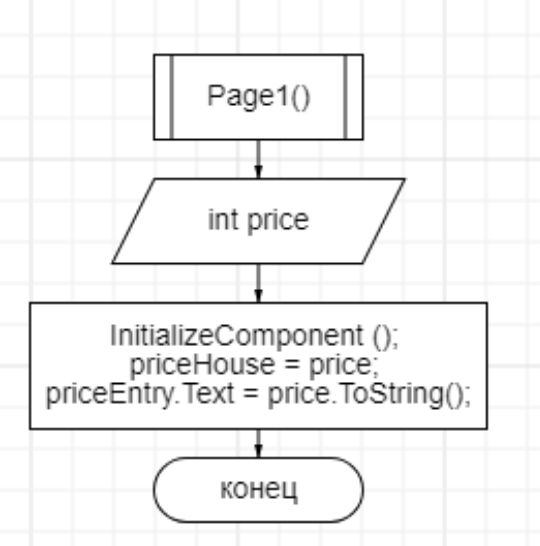 Page1()
int price
InitializeComponent ();
priceHouse = price;
priceEntry.Text = price.ToString();
конец